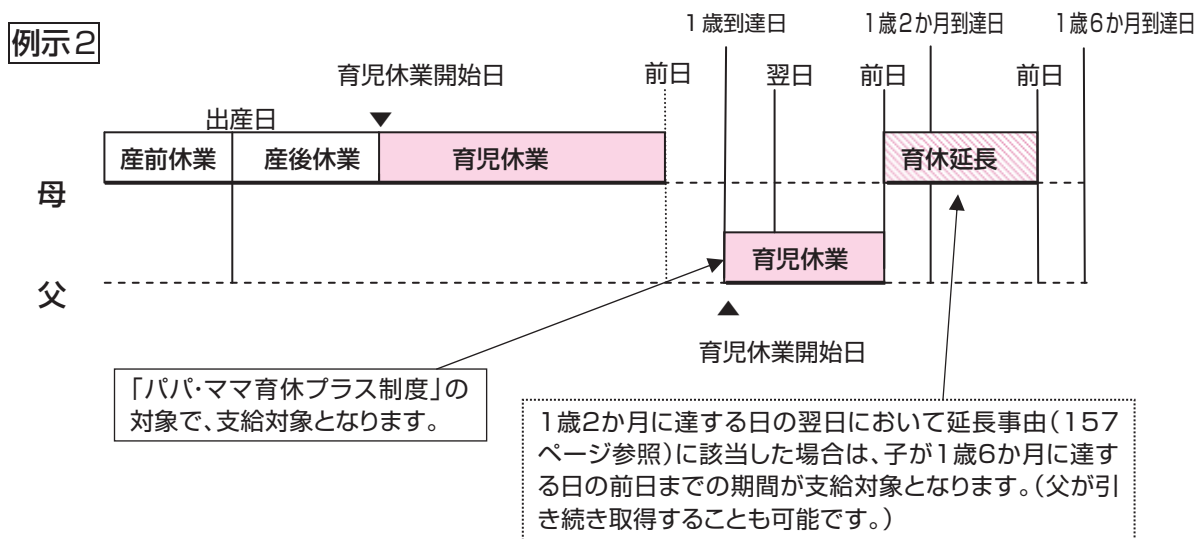 例示2
1歳到達日 1歳2か月到達日 1歳6か月到達日
育児休業開始日 前日 翌日 前日 前日
出産日
産前休業 産後休業 育児休業 育休延長
母
育児休業
父
育児休業開始日
「パパ・ママ育休プラス制度」の
対象で、支給対象となります。
1歳2か月に達する日の翌日において延長事由(157
ページ参照)に該当した場合は、子が1歳6か月に達す
る日の前日までの期間が支給対象となります。(父が引
き続き取得することも可能です。)